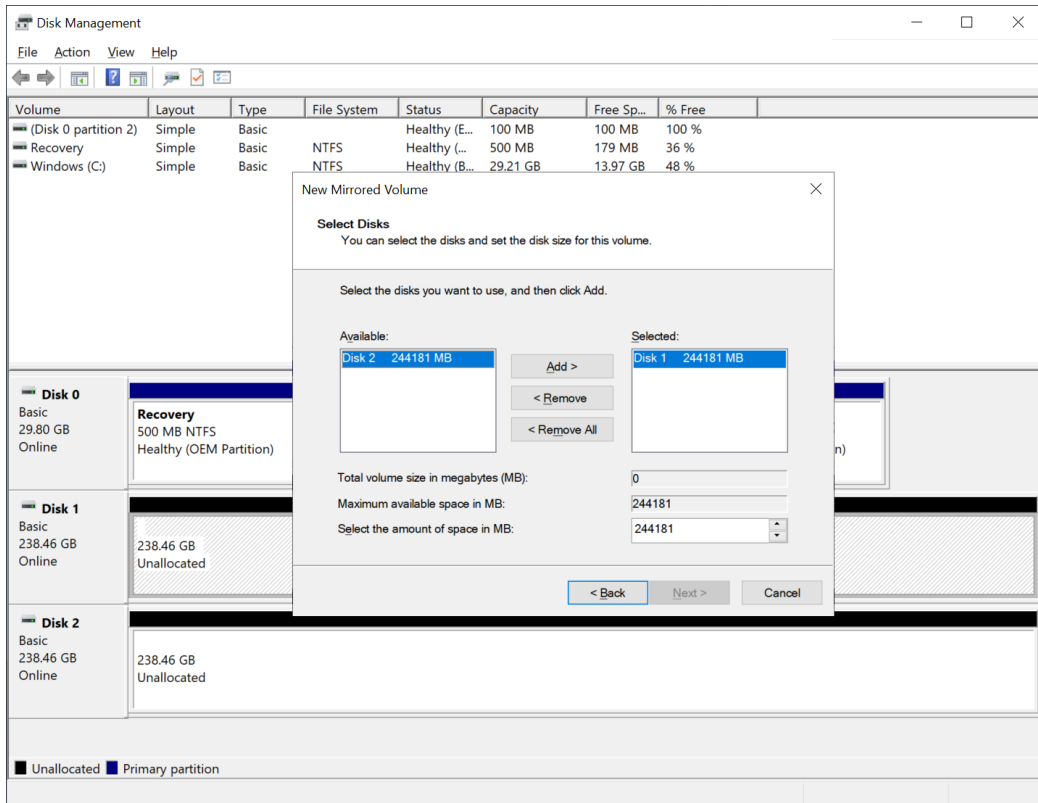 Disk Management
File Action View Help
Volume Layout Type File System Status Capacity Free Sp... % Free
(Disk 0 partition 2) Simple Basic Healthy (E... 100 MB 100 MB 100 %
Recovery Simple Basic NTFS Healthy (... 500 MB 179 MB 36 %
Windows (C:) Simple Basic NTFS Healthy (B... 29.21 GB 13.97 GB 48 %
New Mirrored Volume
Select Disks
You can select the disks and set the disk size for this volume.
Select the disks you want to use, and then click Add.
Available: Selected:
Disk 2 244181 MB Disk 1 244181 MB
Add >
< Remove
< Remove All
Total volume size in megabytes (MB): 0
Maximum available space in MB: 244181
Select the amount of space in MB: 244181
< Back Next > Cancel
Disk 0
Basic
29.80 GB
Online
Recovery
500 MB NTFS
Healthy (OEM Partition)
n)
Disk 1
Basic
238.46 GB
Online
238.46 GB
Unallocated
Disk 2
Basic
238.46 GB
Online
238.46 GB
Unallocated
Unallocated Primary partition